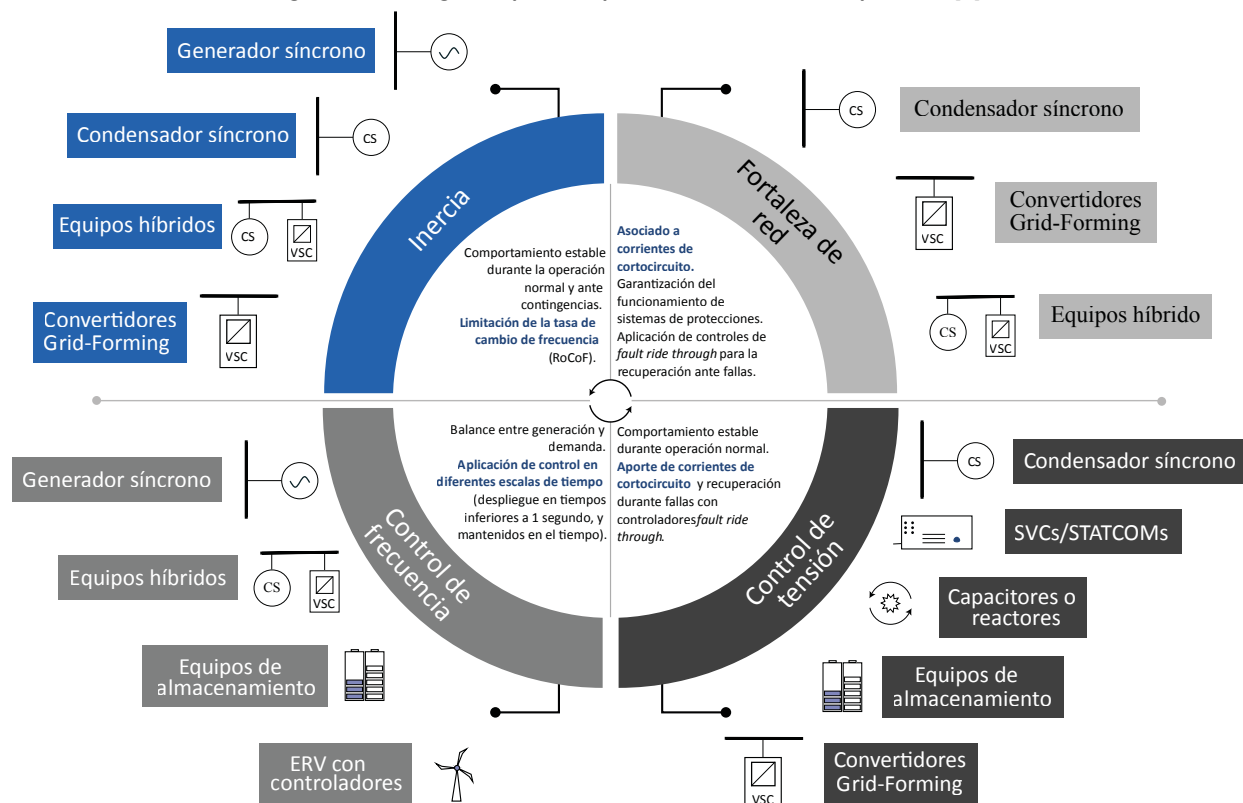 Generador síncrono
Condensador síncrono
CS
Equipos híbridos
CS
VSC
Convertidores
Grid-Forming
VSC
Inercia
Comportamiento estable
durante la operación
normal y ante
contingencias.
Limitación de la tasa de
cambio de frecuencia
(RoCoF).
Fortaleza de
red
Asociado a
corrientes de
cortocircuito.
Garantización del
funcionamiento de
sistemas de protecciones.
Aplicación de controles de
fault ride through para la
recuperación ante fallas.
CS
Condensador síncrono
VSC
Convertidores
Grid-Forming
CS
VSC
Equipos híbrido
Generador síncrono
Equipos híbridos
CS
VSC
Equipos de
almacenamiento
ERV con
controladores
Control de
frecuencia
Balance entre generación y
demanda.
Aplicación de control en
diferentes escalas de tiempo
(despliegue en tiempos
inferiores a 1 segundo, y
mantenidos en el tiempo).
Control de
tensión
Comportamiento estable
durante operación normal.
Aporte de corrientes de
cortocircuito y recuperación
durante fallas con
controladoresfault ride
through.
CS
Condensador síncrono
SVCs/STATCOMs
Capacitores o
reactores
Equipos de
almacenamiento
VSC
Convertidores
Grid-Forming